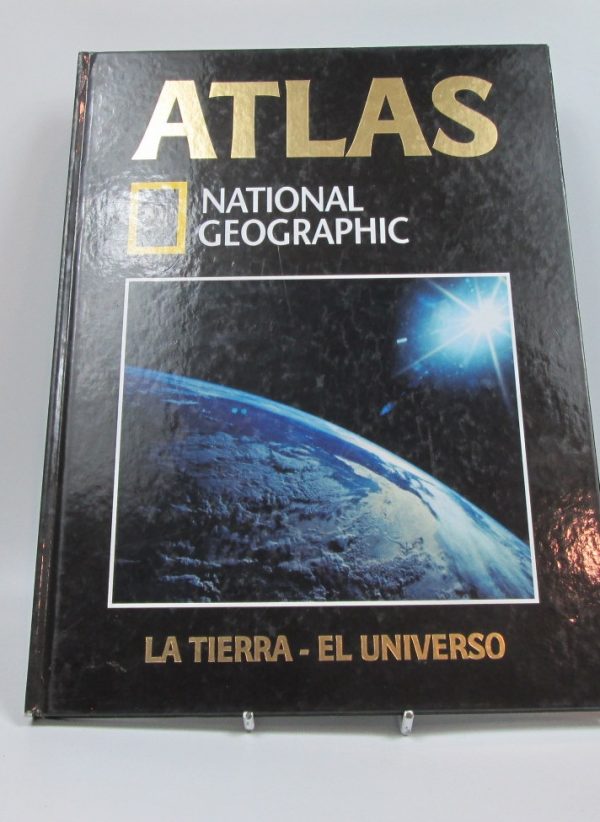 ATLAS
NATIONAL
GEOGRAPHIC
LA TIERRA - EL UNIVERSO